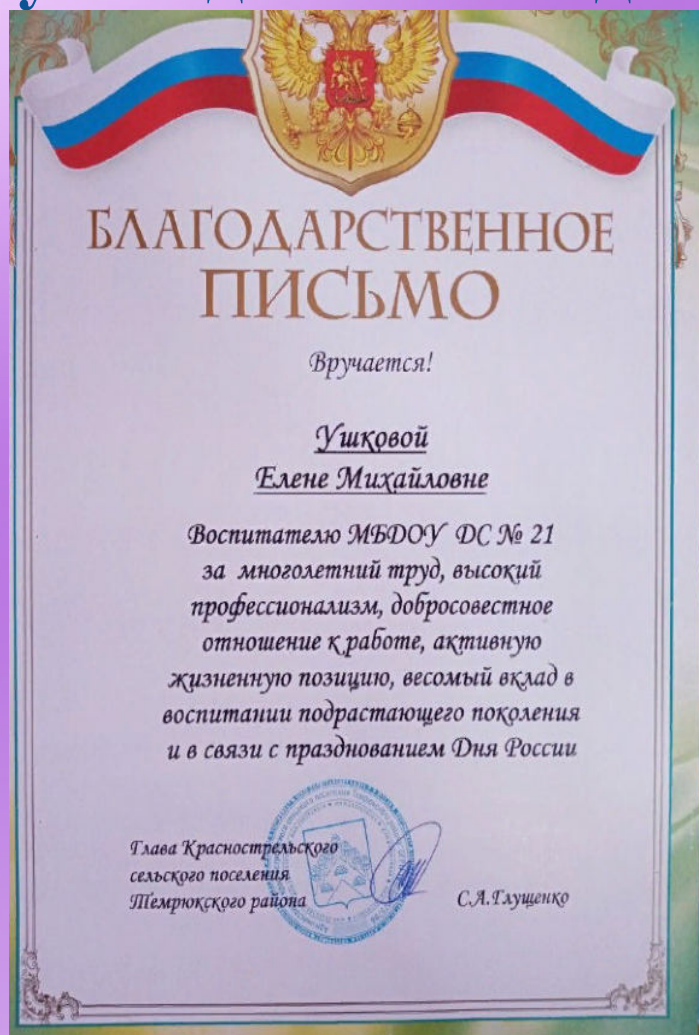 БЛАГОДАРСТВЕННОЕ
ПИСЬМО
Вручается!
Ушковой
Елене Михайловне
Воспитателю МБДОУ ДС № 21
за многолетний труд, высокий
профессионализм, добросовестное
отношение к работе, активную
жизненную позицию, весомый вклад в
воспитании подрастающего поколения
и в связи с празднованием Дня России
Глава Краснострельского
сельского поселения
Темрюкского района С.А.Глущенко